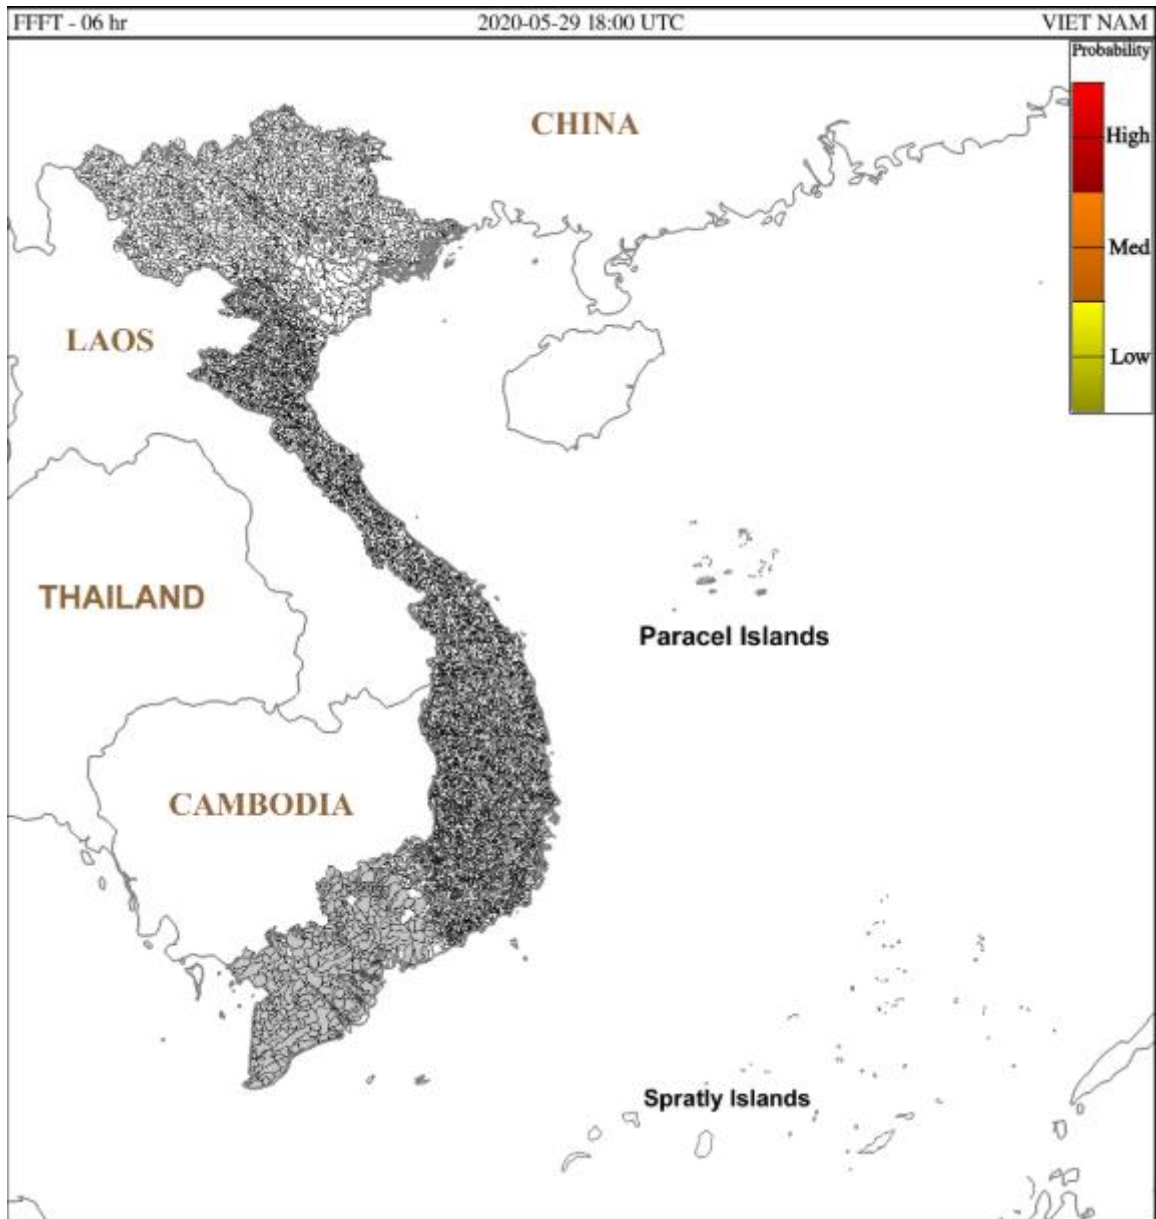 FFFT - 06 hr 2020-05-29 18:00 UTC VIET NAM
Probability
CHINA
High
Med
LAOS
Low
THAILAND
Paracel Islands
CAMBODIA
Spratly Islands